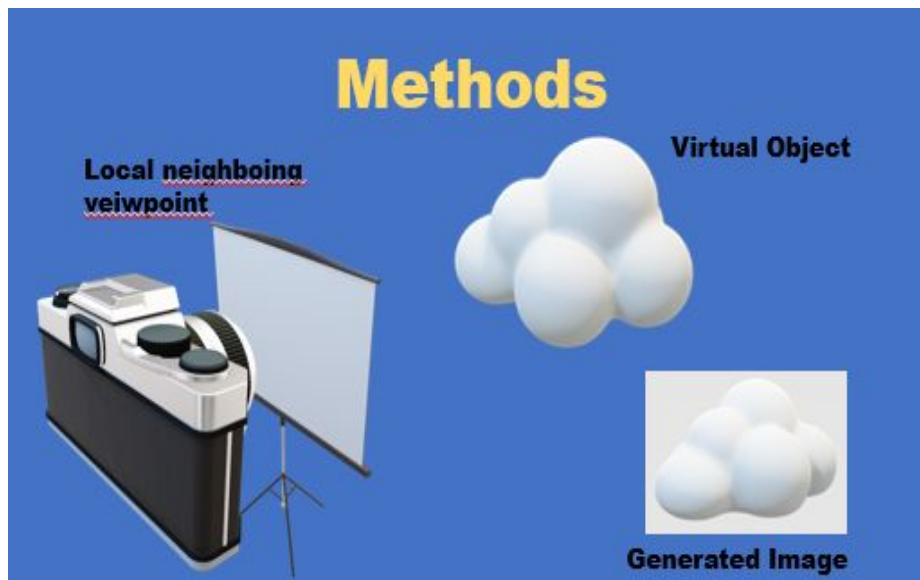 Methods
Virtual Object
Local neighboing
veiwpoint
Generated Image